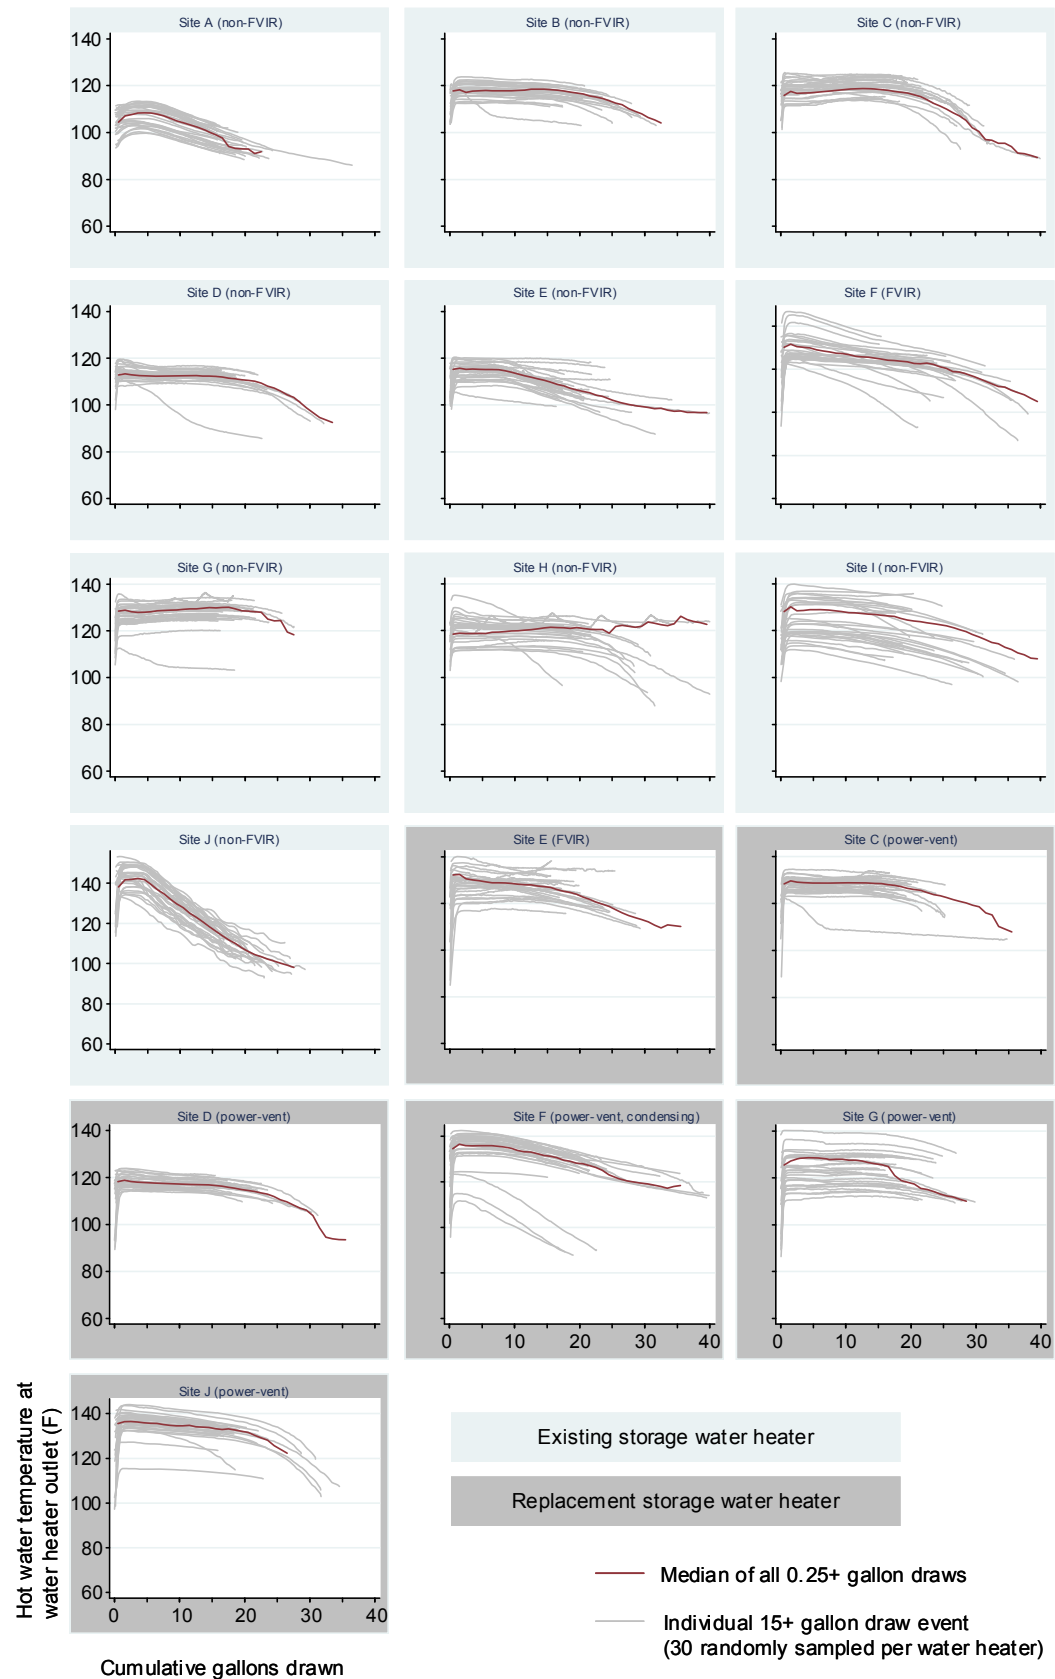 Site A (non-FVIR)
Site B (non-FVIR)
Site C (non-FVIR)
140
120
100
80
60
Site D (non-FVIR)
Site E (non-FVIR)
Site F (FVIR)
140
120
100
80
60
Site G (non-FVIR)
Site H (non-FVIR)
Site I (non-FVIR)
140
120
100
80
60
Site J (non-FVIR)
Site E (FVIR)
Site C (power-vent)
140
120
100
80
60
Site D (power-vent)
Site F (power-vent, condensing)
Site G (power-vent)
140
120
100
80
60
0 10 20 30 40
0 10 20 30 40
Site J (power-vent)
140
120
100
80
60
0 10 20 30 40
Hot water temperature at
water heater outlet (F)
Cumulative gallons drawn
Existing storage water heater
Replacement storage water heater
Median of all 0.25+ gallon draws
Individual 15+ gallon draw event
(30 randomly sampled per water heater)